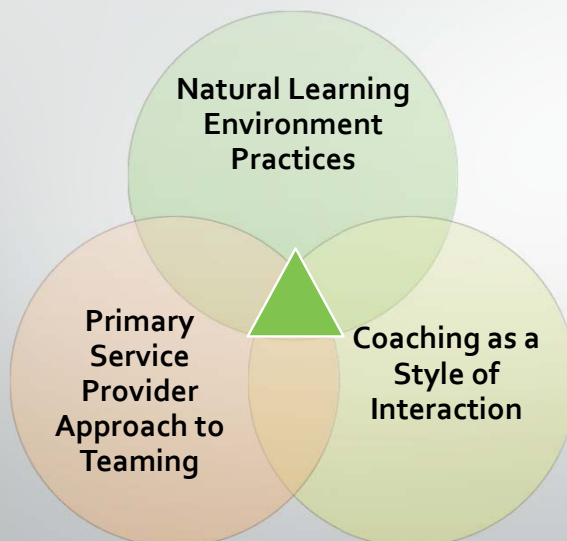 Natural Learning
Environment
Practices
Primary
Service
Provider
Approach to
Teaming
Coaching as a
Style of
Interaction